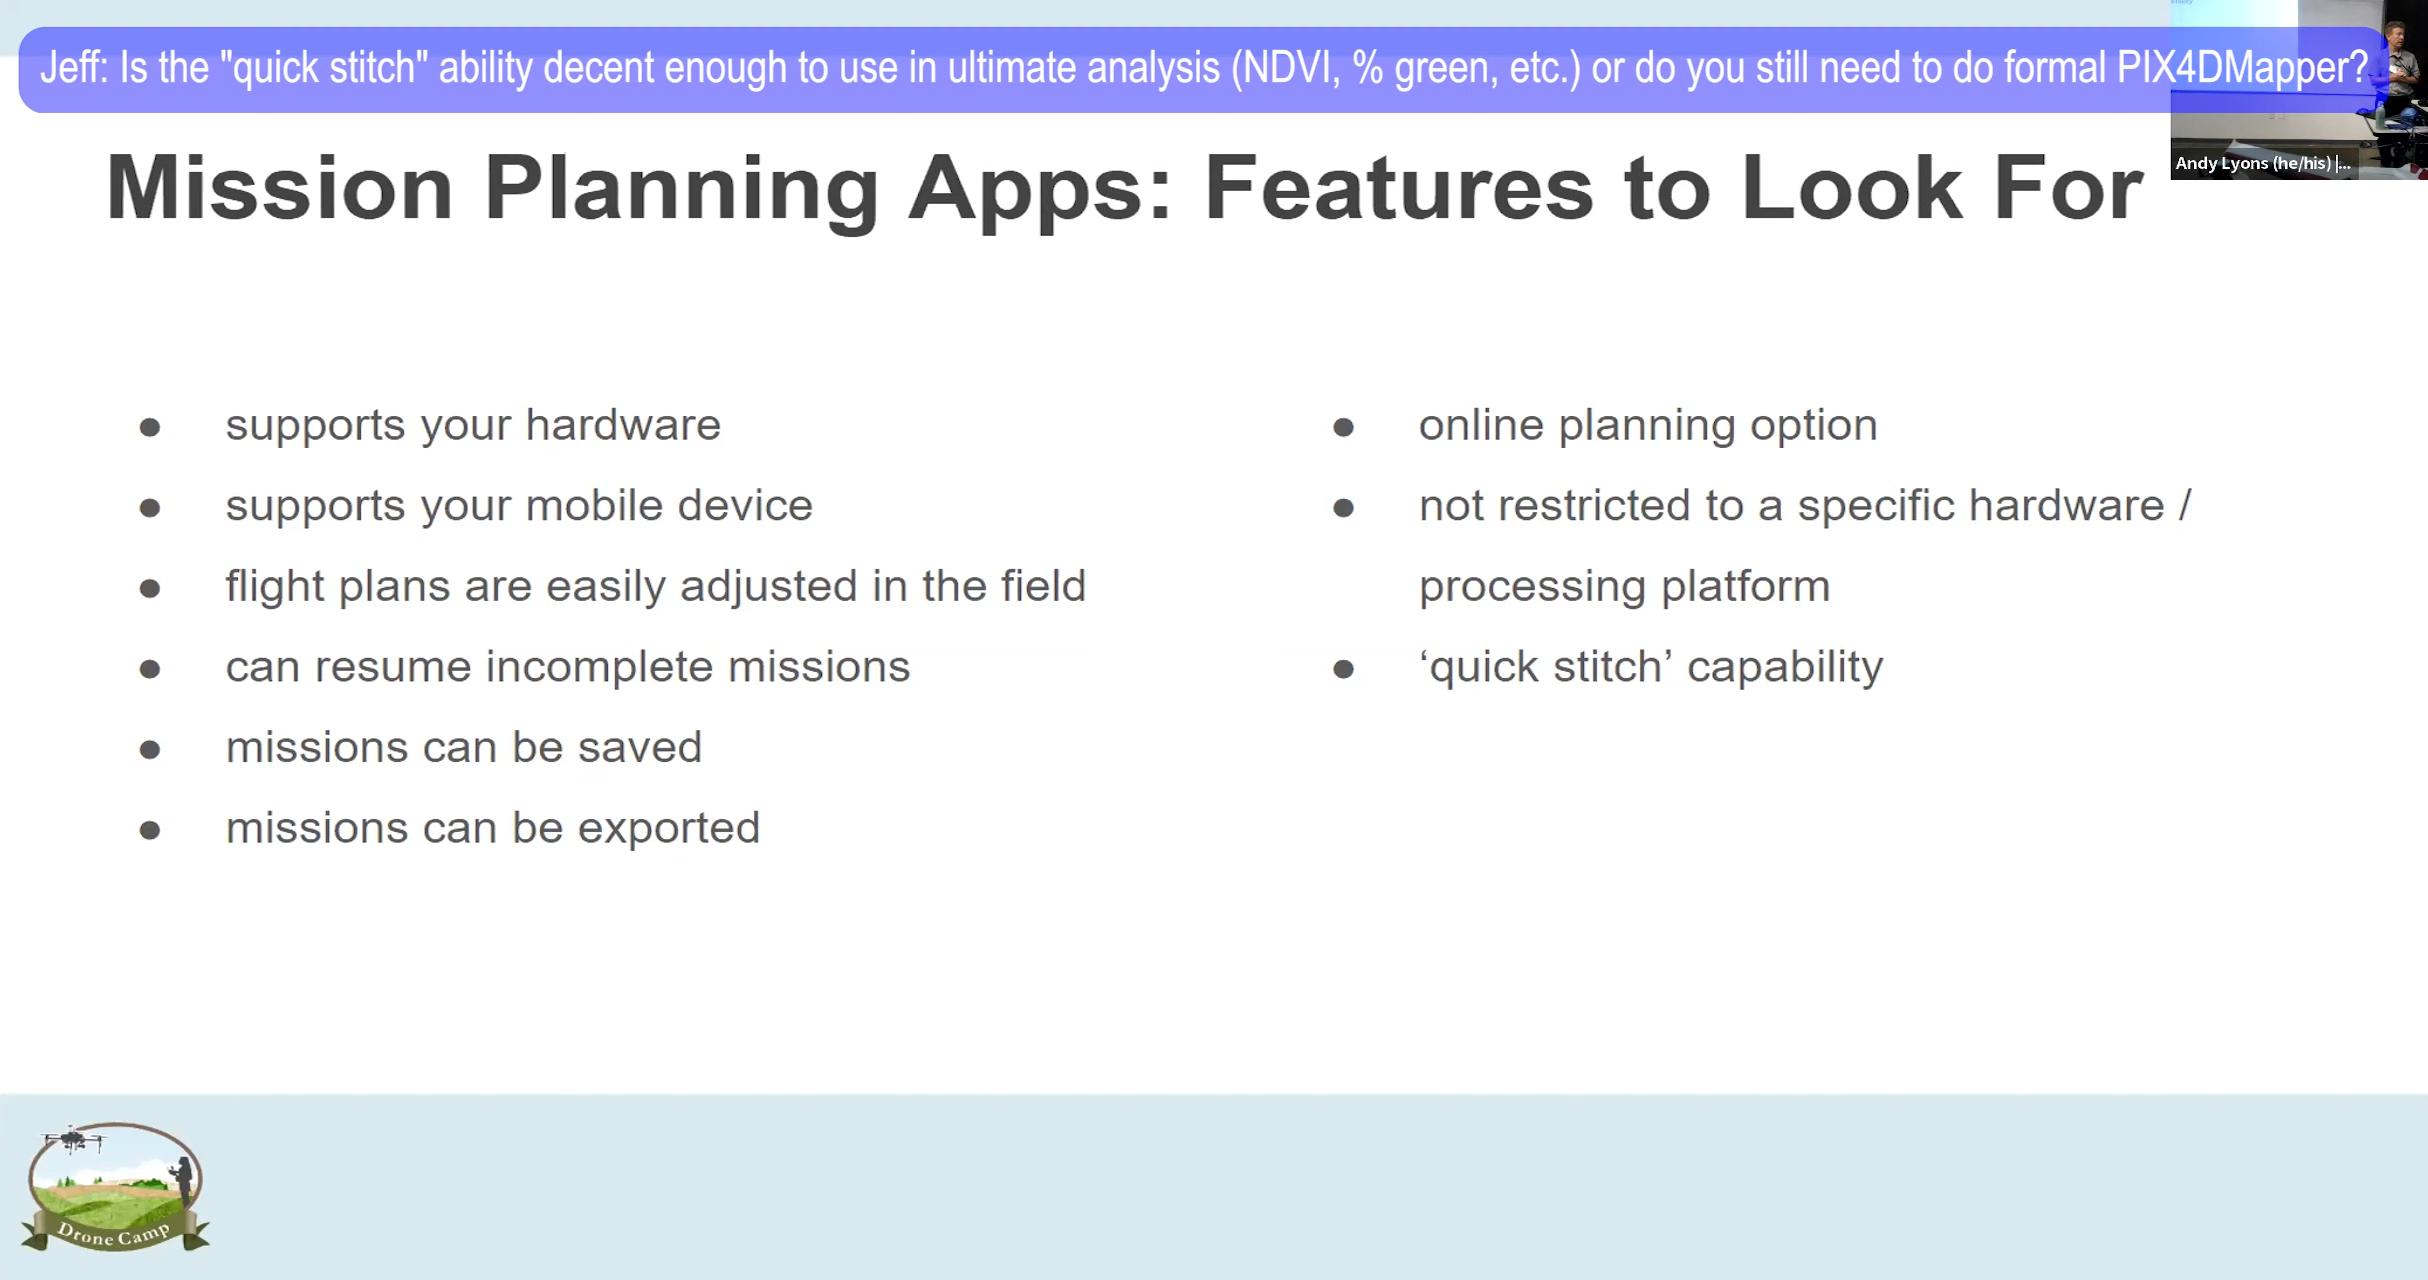 Jeff: Is the "quick stitch" ability decent enough to use in ultimate analysis (NDVI, % green, etc.) or do you still need to do formal PIX4DMapper?
Andy Lyons (he/his) |...
Mission Planning Apps: Features to Look For
● supports your hardware
● supports your mobile device
● flight plans are easily adjusted in the field
● can resume incomplete missions
● missions can be saved
● missions can be exported
● online planning option
● not restricted to a specific hardware /
processing platform
● ‘quick stitch’ capability
Drone Camp